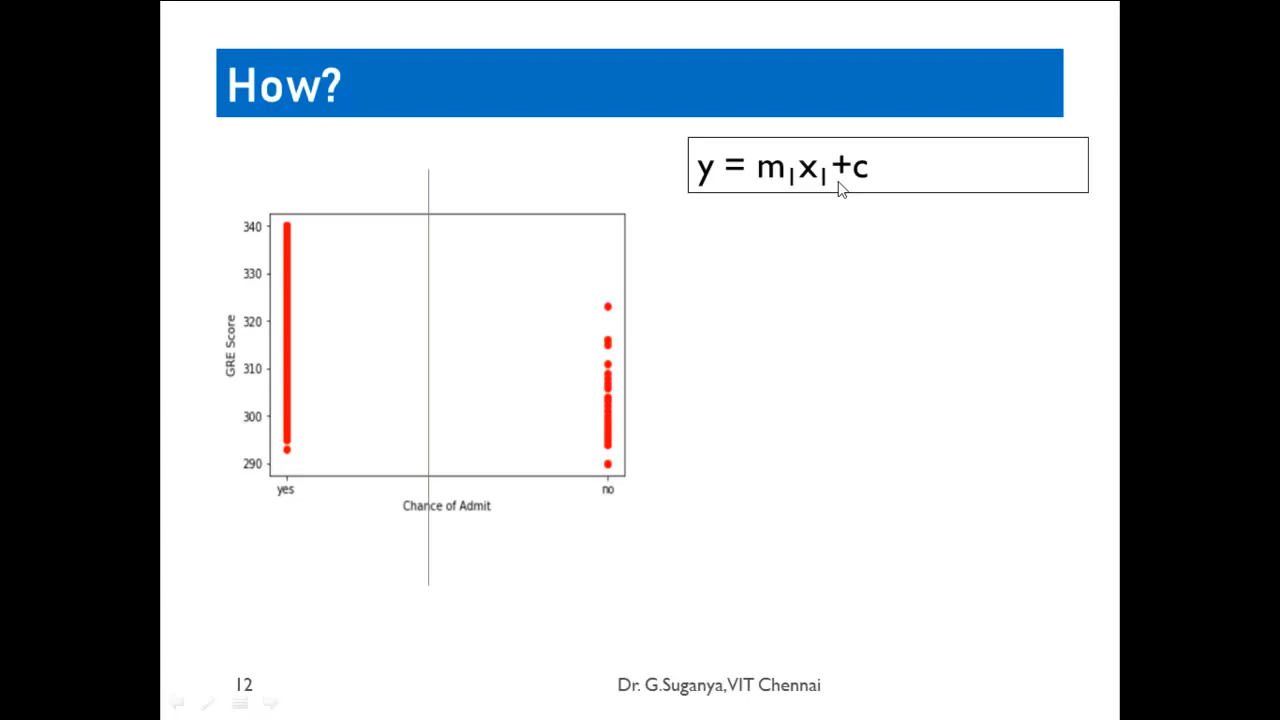 How?
y = m₁x₁+c
340
330
320
310
300
290
GRE Score
yes
no
Chance of Admit
12
Dr. G.Suganya,VIT Chennai